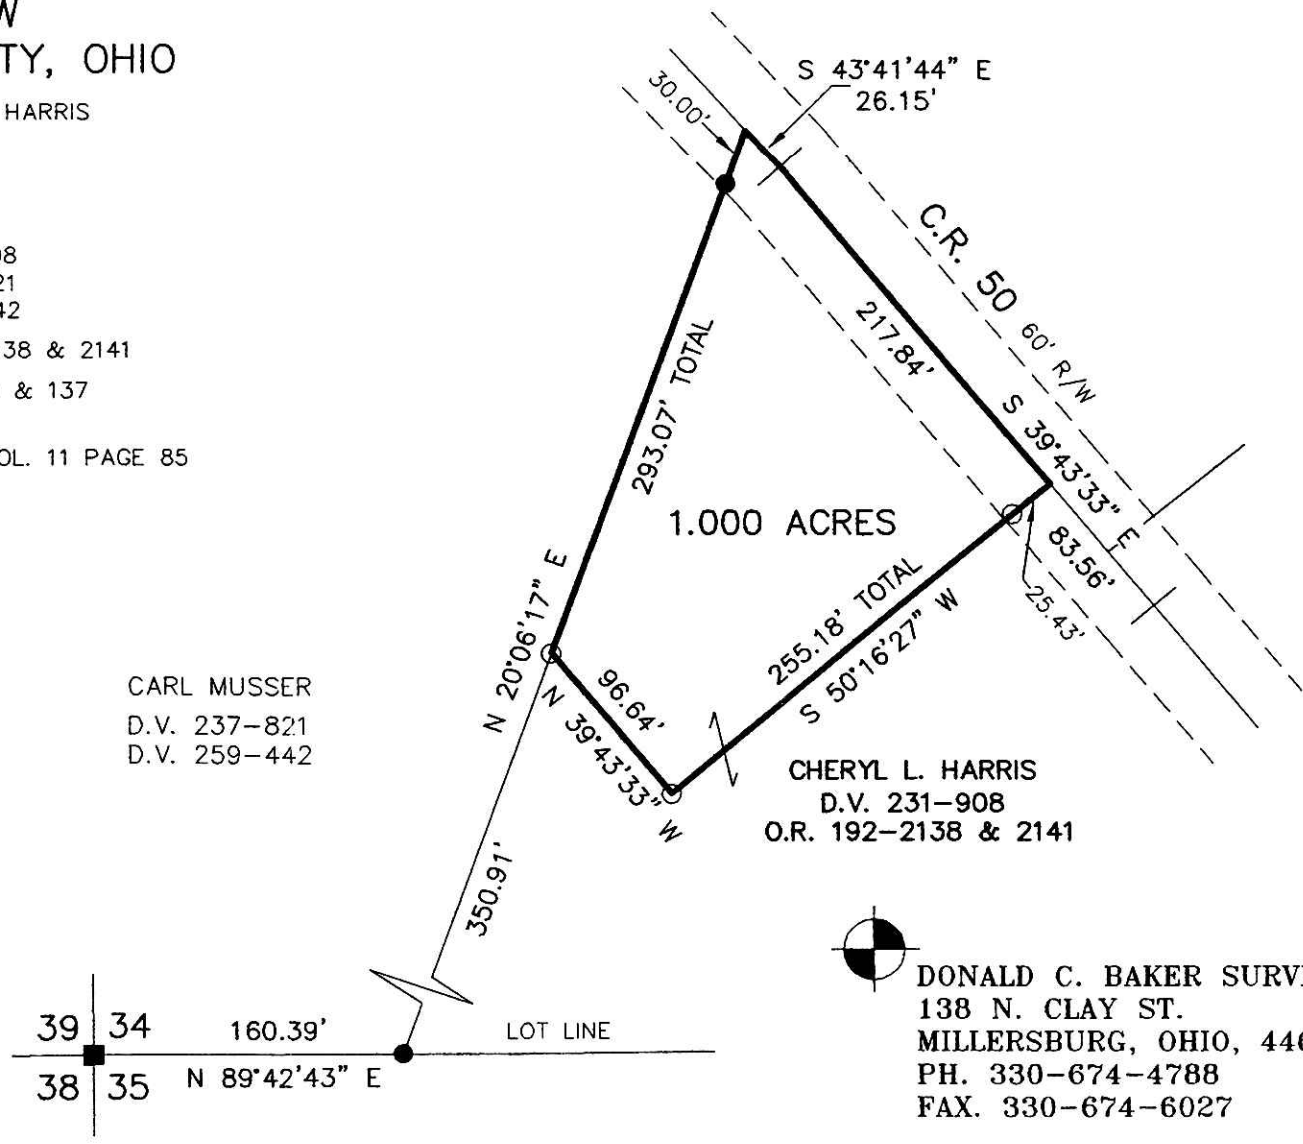 W
TY, OHIO
HARRIS
08
21
42
38 & 2141
& 137
OL. 11 PAGE 85
S 43°41'44" E
26.15'
30.00'
C.R. 50 60' R/W
217.84'
S 39°43'33" E
83.56'
25.43'
293.07' TOTAL
N 20°06'17" E
1.000 ACRES
255.18' TOTAL
S 50°16'27" W
96.64'
N 39°43'33" W
CARL MUSSER
D.V. 237-821
D.V. 259-442
CHERYL L. HARRIS
D.V. 231-908
O.R. 192-2138 & 2141
350.91'
39 34
38 35
160.39'
LOT LINE
N 89°42'43" E
DONALD C. BAKER SURV
138 N. CLAY ST.
MILLERSBURG, OHIO, 446
PH. 330-674-4788
FAX. 330-674-6027